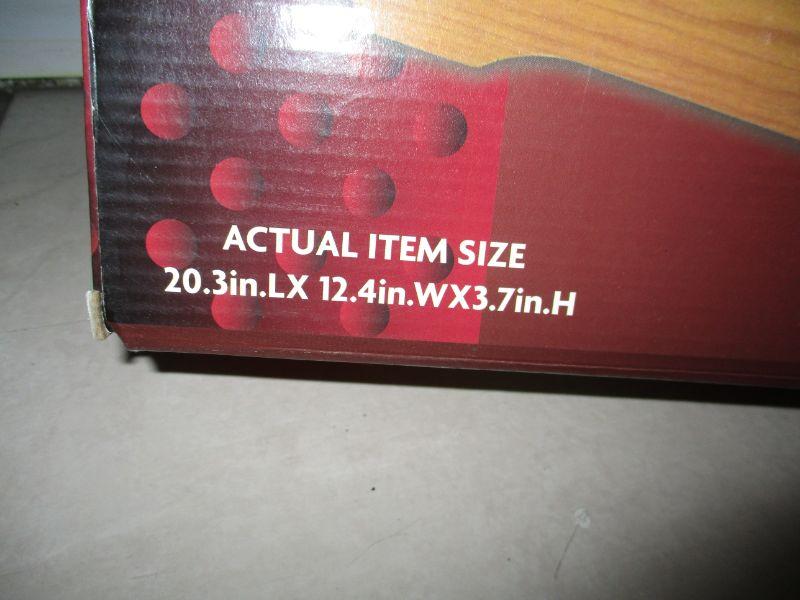 ACTUAL ITEM SIZE
20.3in.LX 12.4in.WX3.7in.H